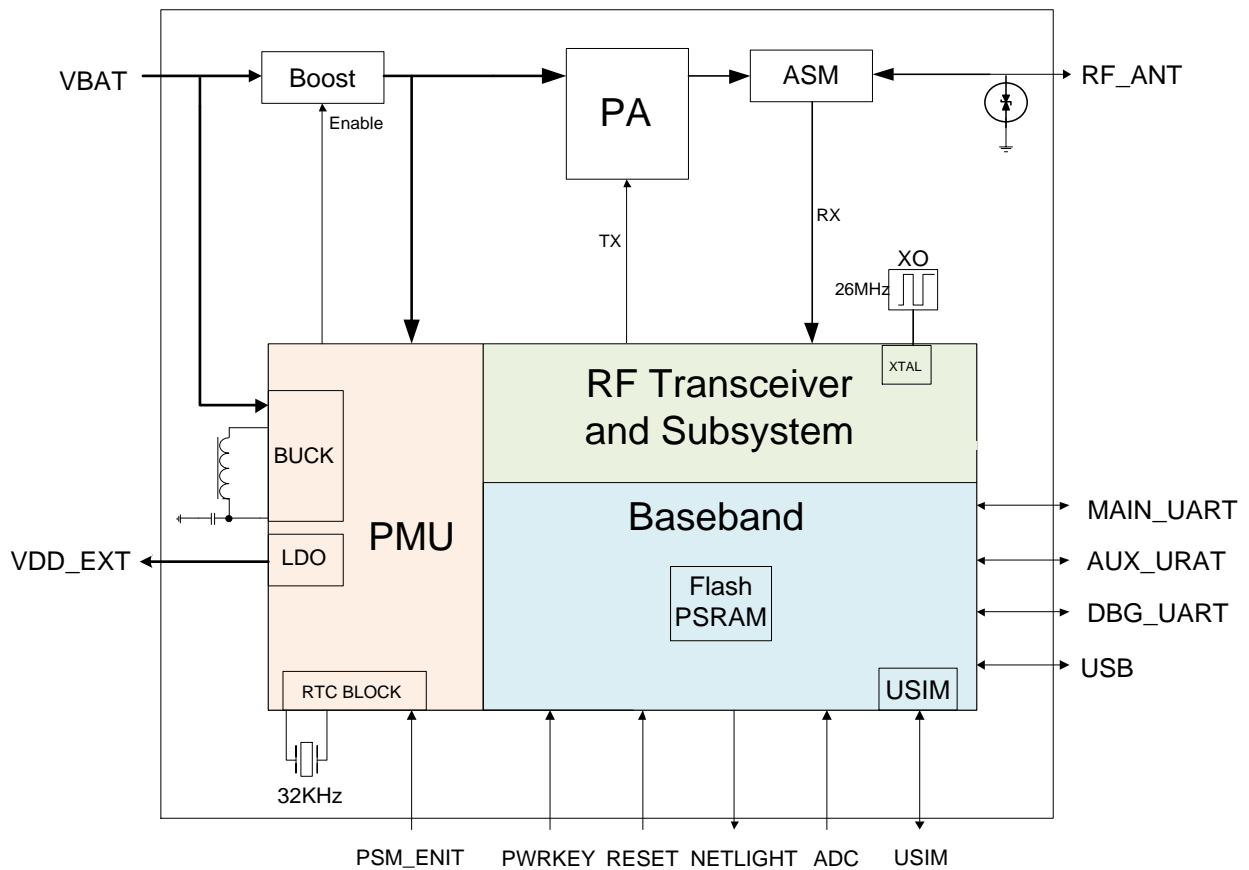 VBAT
Boost
Enable
PA
ASM
RF_ANT
TX
RX
XO
26MHz
XTAL
RF Transceiver
and Subsystem
BUCK
PMU
LDO
VDD_EXT
RTC BLOCK
32KHz
Baseband
Flash
PSRAM
USIM
MAIN_UART
AUX_URAT
DBG_UART
USB
PSM_ENIT
PWRKEY
RESET
NETLIGHT
ADC
USIM